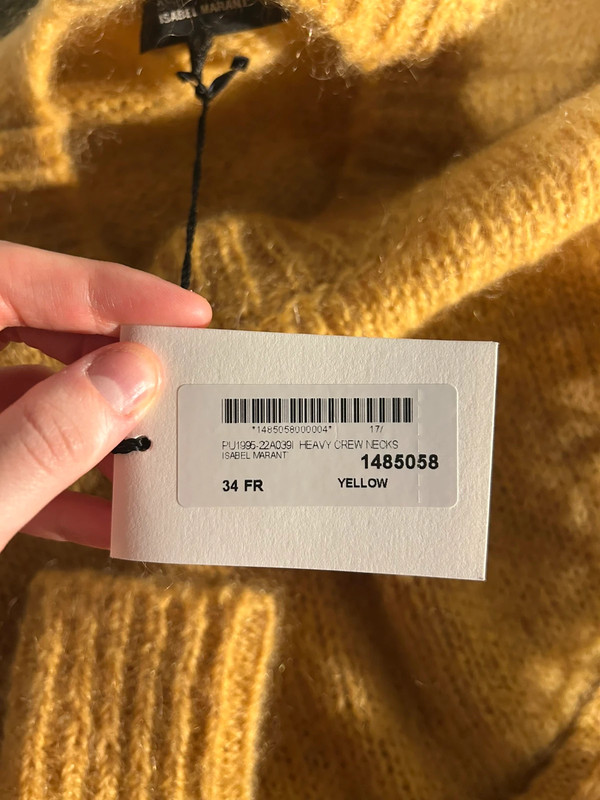 ISABEL MARANT
*1485058000004* 17/
PU1995-22A039I HEAVY CREW NECKS
ISABEL MARANT
1485058
34 FR YELLOW